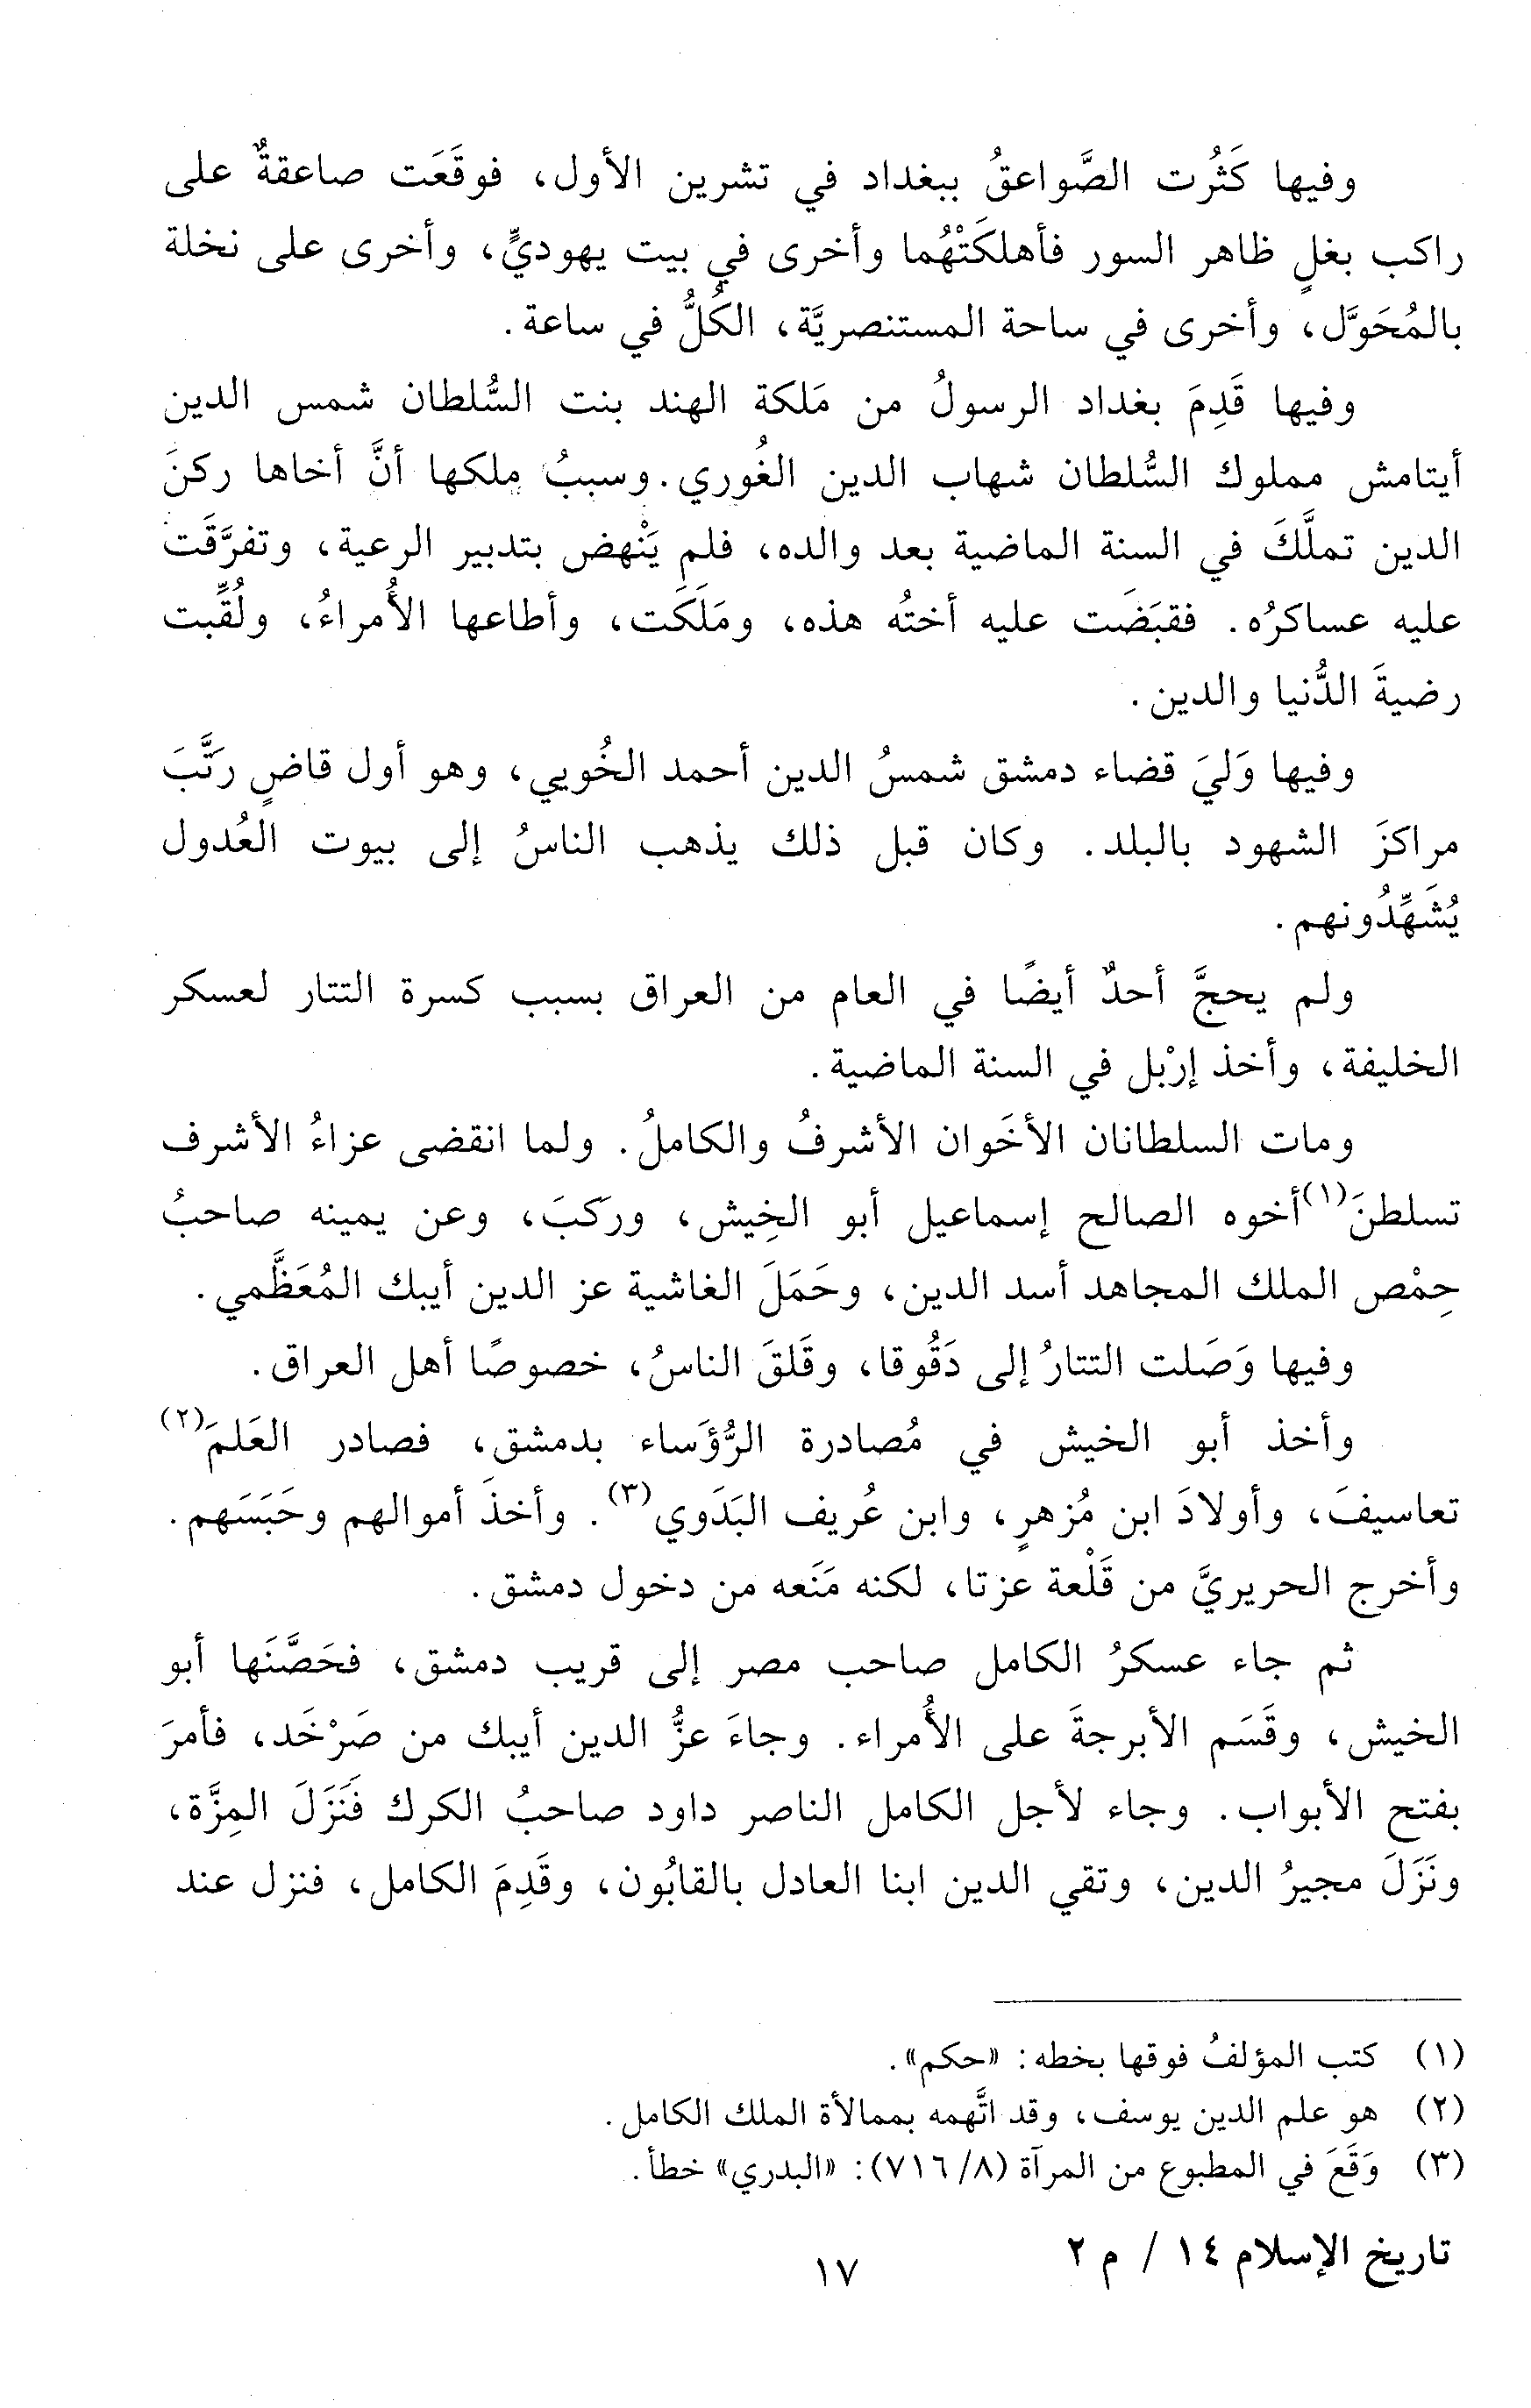 وفيها كَثُرت الصَّواعقُ ببغداد في تشرين الأول، فوقَعَت صاعقةٌ على
راكب بغلٍ ظاهر السور فأهلكَتْهُما وأخرى في بيت يهوديٍّ، وأخرى على نخلة
بالمُحَوَّل، وأخرى في ساحة المستنصريَّة، الكُلُّ في ساعة.
وفيها قَدِمَ بغداد الرسولُ من مَلكة الهند بنت السُّلطان شمس الدين
أيتامش مملوك السُّلطان شهاب الدين الغُوري. وسببُ ملكها أنَّ أخاها ركنَ
الدين تملَّكَ في السنة الماضية بعد والده، فلم يَنْهض بتدبير الرعية، وتفرَّقَت
عليه عساكرُه. فقبَضَت عليه أختُه هذه، ومَلَكَت، وأطاعها الأُمراءُ، ولُقِّبت
رضيةَ الدُّنيا والدين.
وفيها وَليَ قضاء دمشق شمسُ الدين أحمد الخُويي، وهو أول قاضٍ رَتَّبَ
مراكزَ الشهود بالبلد. وكان قبل ذلك يذهب الناسُ إلى بيوت العُدول
يُشَهِّدُونهم.
ولم يحجَّ أحدٌ أيضًا في العام من العراق بسبب كسرة التتار لعسكر
الخليفة، وأخذ إرْبل في السنة الماضية.
ومات السلطانان الأخَوان الأشرفُ والكاملُ. ولما انقضى عزاءُ الأشرف
تسلطنَ(١) أخوه الصالح إسماعيل أبو الخِيش، وركَبَ، وعن يمينه صاحبُ
حِمْص الملك المجاهد أسد الدين، وحَمَلَ الغاشية عز الدين أيبك المُعَظَّمي.
وفيها وَصَلت التتارُ إلى دَقُوقا، وقَلقَ الناسُ، خصوصًا أهل العراق.
وأخذ أبو الخيش في مُصادرة الرُّؤَساء بدمشق، فصادر العَلمَ(٢)
تعاسيفَ، وأولادَ ابن مُزهرٍ، وابن عُريف البَدَوي(٣). وأخذَ أموالهم وحَبَسَهم.
وأخرج الحريريَّ من قَلْعة عزتا، لكنه مَنَعه من دخول دمشق.
ثم جاء عسكرُ الكامل صاحب مصر إلى قريب دمشق، فحَصَّنَها أبو
الخيش، وقَسَم الأبرجةَ على الأُمراء. وجاءَ عزُّ الدين أيبك من صَرْخَد، فأمرَ
بفتح الأبواب. وجاء لأجل الكامل الناصر داود صاحبُ الكرك فَنَزَلَ المِزَّة،
ونَزَلَ مجيرُ الدين، وتقي الدين ابنا العادل بالقابُون، وقَدِمَ الكامل، فنزل عند
(١) كتب المؤلفُ فوقها بخطه: «حكم».
(٢) هو علم الدين يوسف، وقد اتَّهمه بممالأة الملك الكامل.
(٣) وَقَعَ في المطبوع من المرآة (٨/ ٧١٦): «البدري» خطأ.
تاريخ الإسلام ١٤ / م ٢
١٧